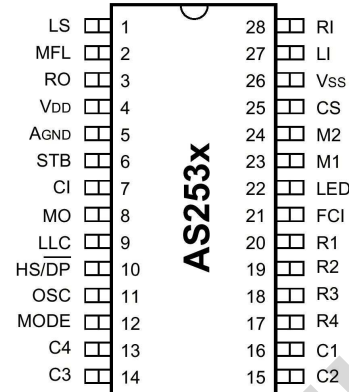 LS 1 28 RI
MFL 2 27 LI
RO 3 26 VSS
VDD 4 25 CS
AGND 5 24 M2
STB 6 23 M1
CI 7 22 LED
MO 8 21 FCI
LLC 9 20 R1
HS/D̅P̅ 10 19 R2
OSC 11 18 R3
MODE 12 17 R4
C4 13 16 C1
C3 14 15 C2
AS253x